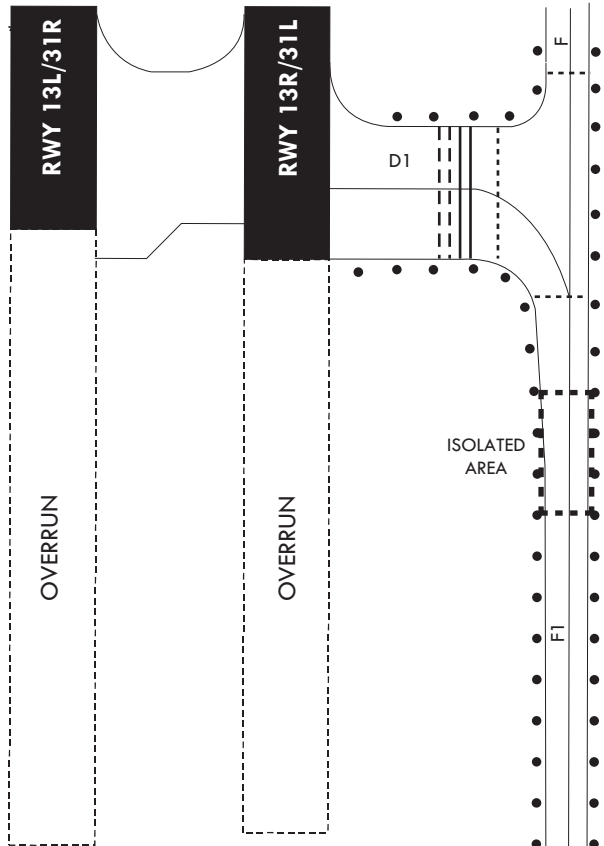 RWY 13L/31R
RWY 13R/31L
F
D1
ISOLATED
AREA
OVERRUN
OVERRUN
F1